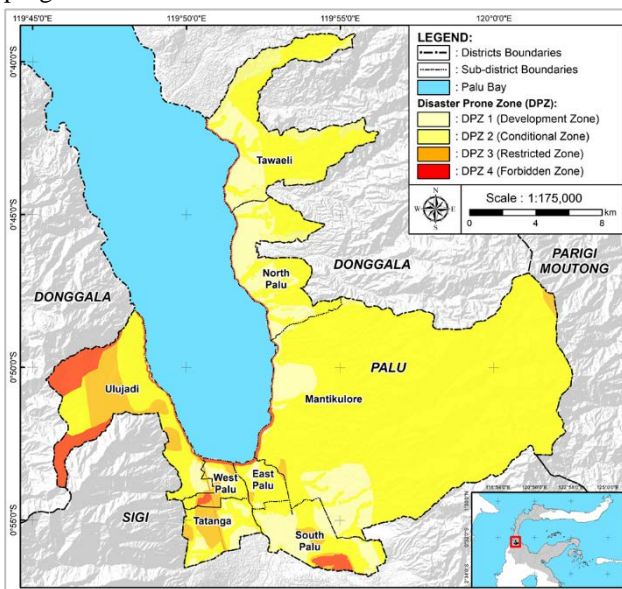 119°45'0"E
119°50'0"E
119°55'0"E
120°0'0"E
0°40'0"S
0°45'0"S
0°50'0"S
0°55'0"S
LEGEND:
: Districts Boundaries
: Sub-district Boundaries
: Palu Bay
Disaster Prone Zone (DPZ):
: DPZ 1 (Development Zone)
: DPZ 2 (Conditional Zone)
: DPZ 3 (Restricted Zone)
: DPZ 4 (Forbidden Zone)
N
W
E
S
Scale : 1:175,000
0
2
4
8
km
Tawaeli
North
Palu
DONGGALA
PARIGI
MOUTONG
DONGGALA
PALU
Ulujadi
Mantikulore
West
Palu
East
Palu
SIGI
Tatanga
South
Palu